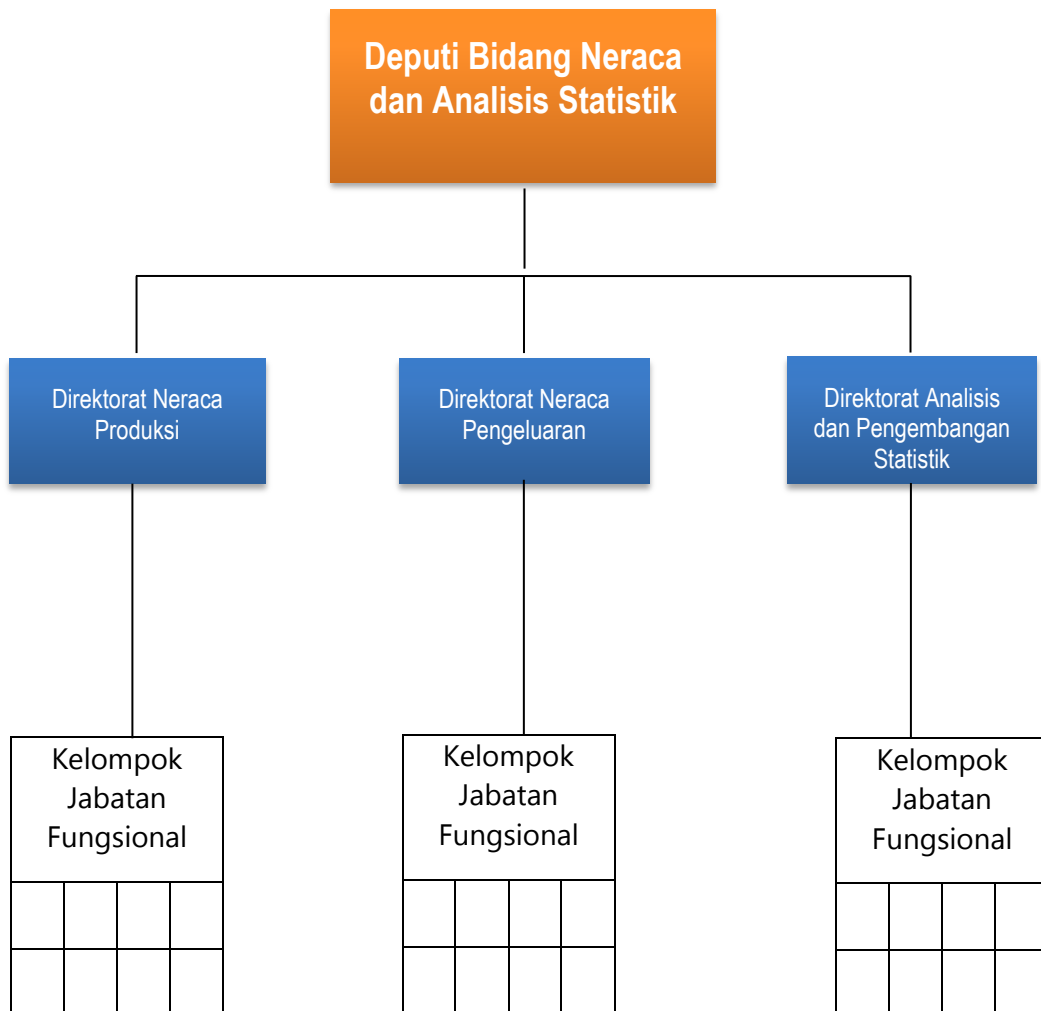 Deputi Bidang Neraca
dan Analisis Statistik
Direktorat Neraca
Produksi
Direktorat Neraca
Pengeluaran
Direktorat Analisis
dan Pengembangan
Statistik
Kelompok
Jabatan
Fungsional
Kelompok
Jabatan
Fungsional
Kelompok
Jabatan
Fungsional